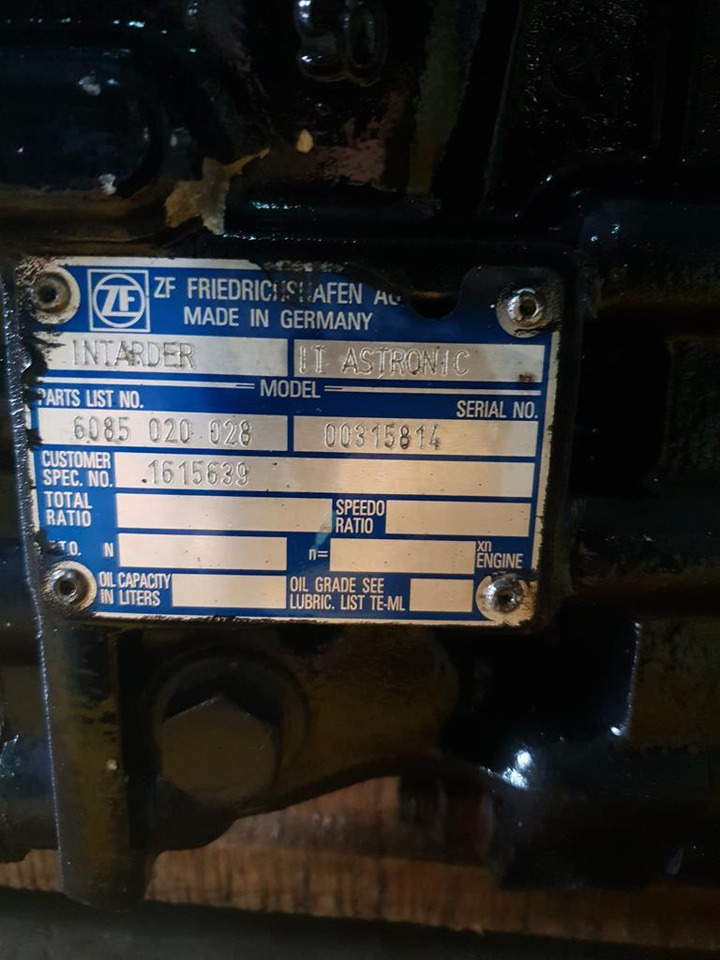 ZF ZF FRIEDRICHSHAFEN AG
MADE IN GERMANY
INTARDER IT ASTRONIC
MODEL
PARTS LIST NO. SERIAL NO.
6085 020 028 00315814
CUSTOMER SPEC. NO. 1615639
TOTAL RATIO SPEEDO RATIO
.T.O. N n= xn ENGINE
OIL CAPACITY IN LITERS OIL GRADE SEE LUBRIC. LIST TE-ML